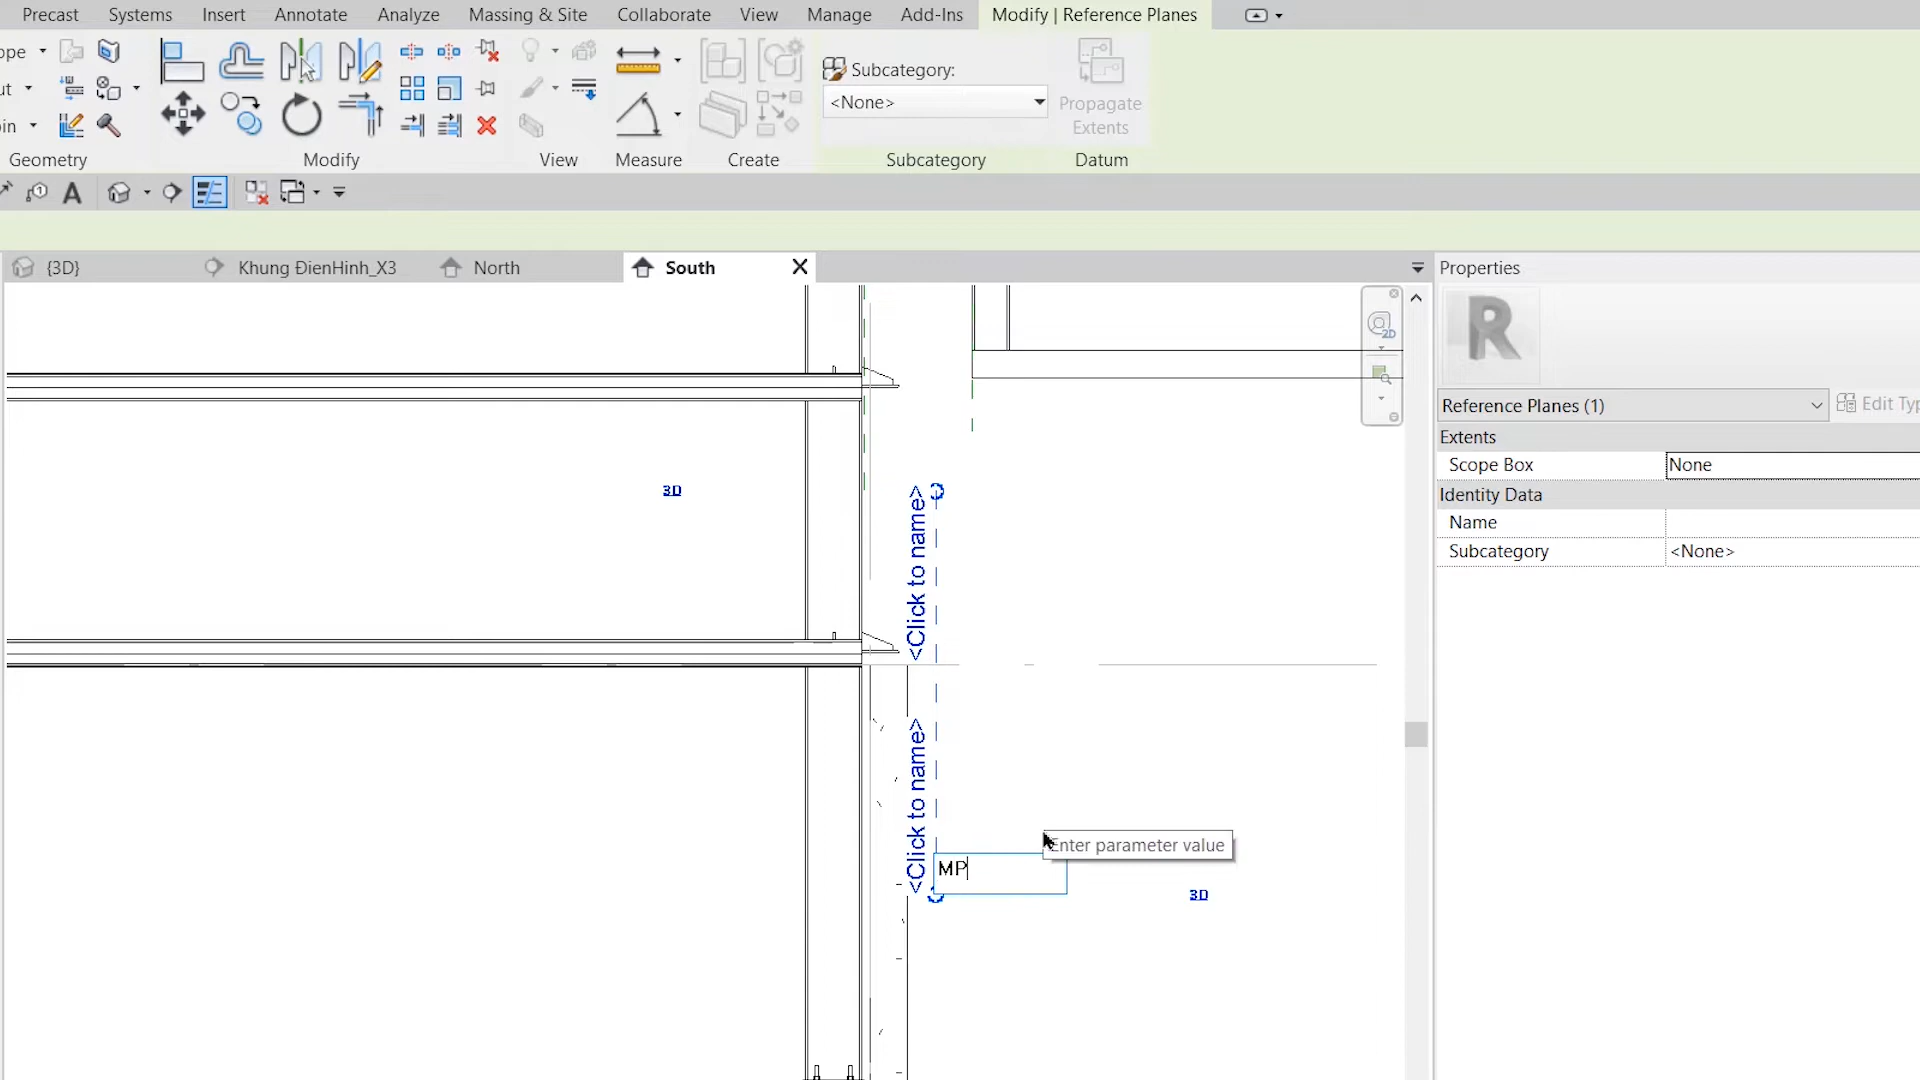 Precast Systems Insert Annotate Analyze Massing & Site Collaborate View Manage Add-Ins Modify | Reference Planes
Subcategory:
<None>
Propagate
Extents
Geometry Modify View Measure Create Subcategory Datum
A
{3D} Khung ĐienHinh_X3 North South
Properties
2D
R
Reference Planes (1)
Extents
Scope Box None
Identity Data
Name
Subcategory <None>
3D
<Click to name>
<Click to name>
Enter parameter value
MP
3D